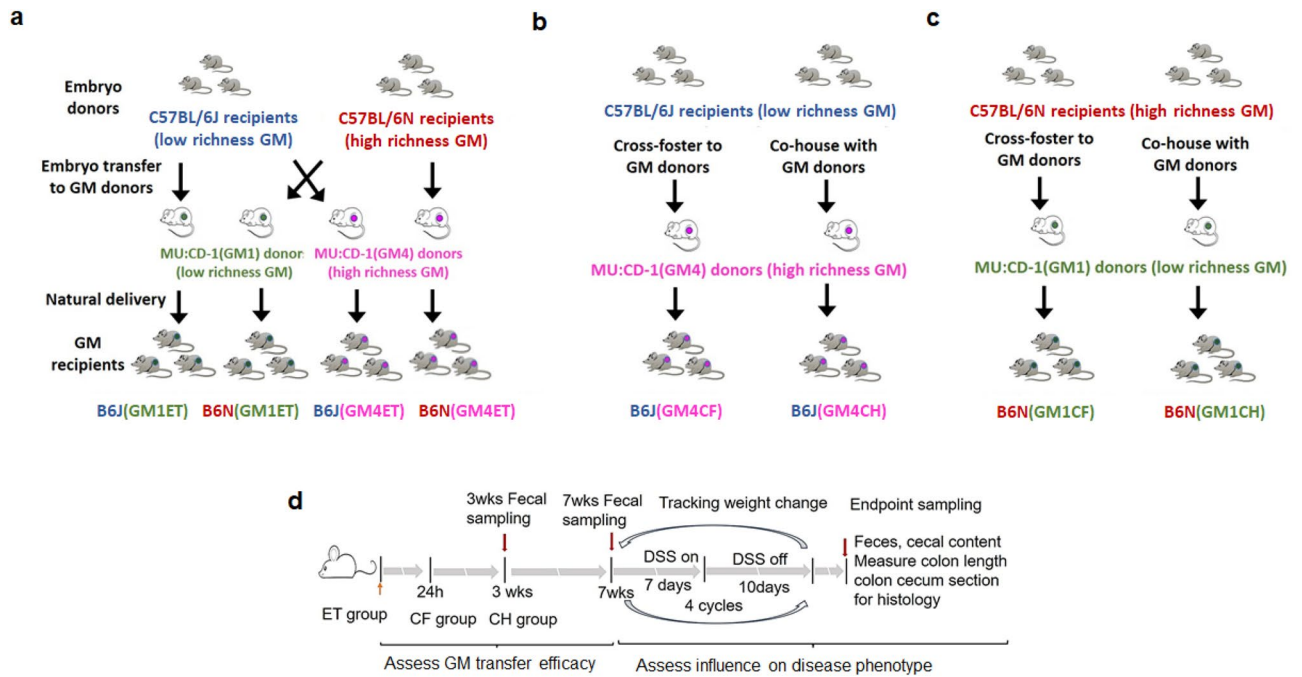 a
Embryo
donors
C57BL/6J recipients
(low richness GM)
C57BL/6N recipients
(high richness GM)
Embryo transfer
to GM donors
MU:CD-1(GM1) donor
(low richness GM)
MU:CD-1(GM4) donors
(high richness GM)
Natural delivery
GM
recipients
B6J(GM1ET) B6N(GM1ET) B6J(GM4ET) B6N(GM4ET)
b
C57BL/6J recipients (low richness GM)
Cross-foster to
GM donors
Co-house with
GM donors
MU:CD-1(GM4) donors (high richness GM)
B6J(GM4CF) B6J(GM4CH)
c
C57BL/6N recipients (high richness GM)
Cross-foster to
GM donors
Co-house with
GM donors
MU:CD-1(GM1) donors (low richness GM)
B6N(GM1CF) B6N(GM1CH)
d
3wks Fecal
sampling
7wks Fecal
sampling
Tracking weight change
Endpoint sampling
DSS on
7 days
DSS off
10days
4 cycles
Feces, cecal content
Measure colon length
colon cecum section
for histology
24h
3 wks
7wks
ET group
CF group
CH group
Assess GM transfer efficacy
Assess influence on disease phenotype